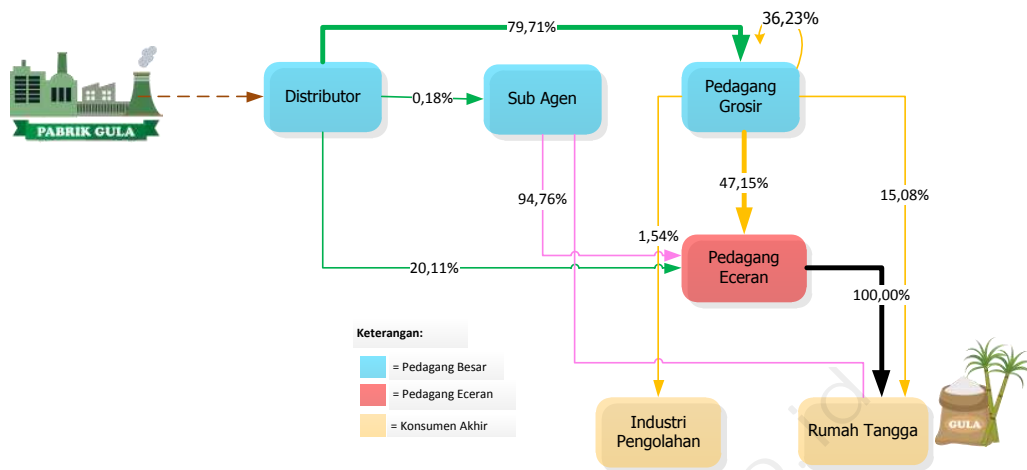 79,71%
36,23%
PABRIK GULA
Distributor
0,18%
Sub Agen
Pedagang
Grosir
94,76%
47,15%
15,08%
1,54%
20,11%
Pedagang
Eceran
100,00%
Keterangan:
= Pedagang Besar
= Pedagang Eceran
= Konsumen Akhir
Industri
Pengolahan
Rumah Tangga
GULA